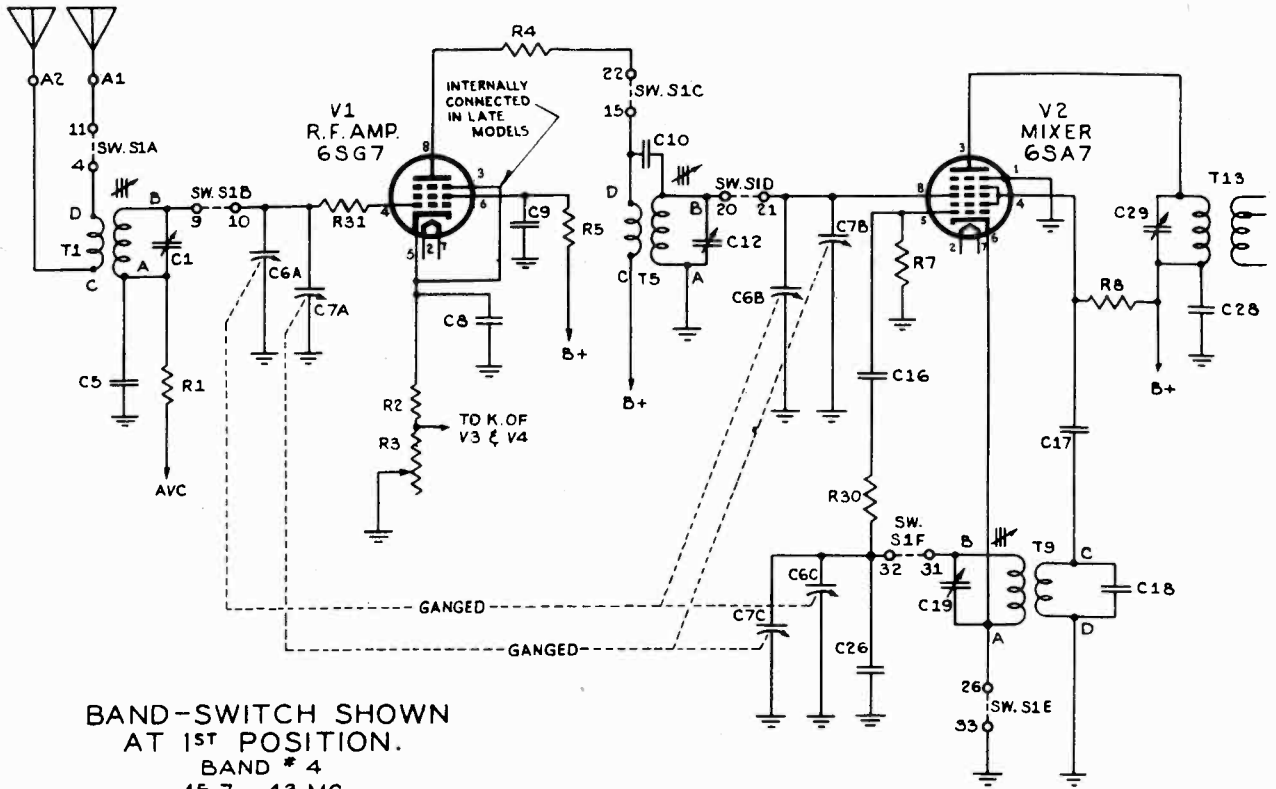 A2
A1
R4
22
SW. S1C
15
INTERNALLY
CONNECTED
IN LATE
MODELS
V1
R.F. AMP.
6SG7
V2
MIXER
6SA7
11
SW. S1A
4
8
3
6
4
5
2
7
C10
3
1
4
8
5
2
7
6
T13
C29
D
T1
C
B
A
C1
SW. S1B
9
10
R31
C9
R5
D
C
T5
B
A
SW. S1D
20
21
C12
C7B
C6B
R7
R8
C28
C6A
C7A
C8
B+
B+
B+
C5
R1
AVC
R2
R3
TO K. OF
V3 & V4
C16
C17
R30
SW.
S1F
32
31
B
T9
C
C18
D
A
C19
GANGED
GANGED
C6C
C7C
C26
26
SW. S1E
33
BAND-SWITCH SHOWN
AT 1ST POSITION.
BAND # 4